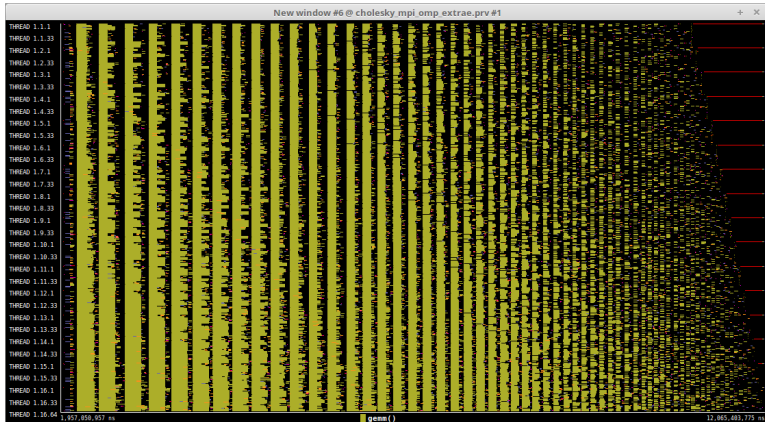 New window #6 @ cholesky_mpi_omp_extrae.prv #1
THREAD 1.1.1
THREAD 1.1.33
THREAD 1.2.1
THREAD 1.2.33
THREAD 1.3.1
THREAD 1.3.33
THREAD 1.4.1
THREAD 1.4.33
THREAD 1.5.1
THREAD 1.5.33
THREAD 1.6.1
THREAD 1.6.33
THREAD 1.7.1
THREAD 1.7.33
THREAD 1.8.1
THREAD 1.8.33
THREAD 1.9.1
THREAD 1.9.33
THREAD 1.10.1
THREAD 1.10.33
THREAD 1.11.1
THREAD 1.11.33
THREAD 1.12.1
THREAD 1.12.33
THREAD 1.13.1
THREAD 1.13.33
THREAD 1.14.1
THREAD 1.14.33
THREAD 1.15.1
THREAD 1.15.33
THREAD 1.16.1
THREAD 1.16.33
THREAD 1.16.64
1,957,050,957 ns
gemm()
12,065,403,775 ns